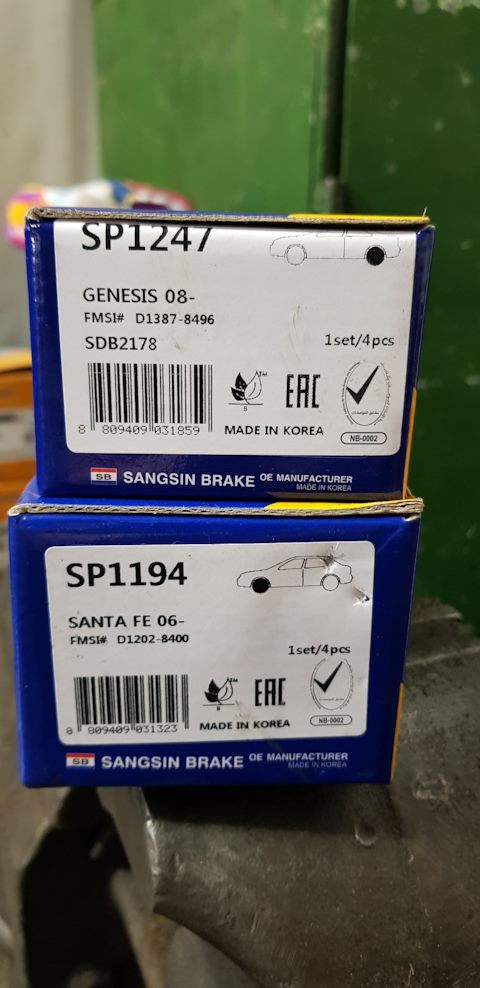 SP1247
GENESIS 08-
FMSI# D1387-8496
SDB2178
1set/4pcs
8 809409 031859
TM
B
EAC
MADE IN KOREA
NB-0002
SB SANGSIN BRAKE OE MANUFACTURER
MADE IN KOREA
SP1194
SANTA FE 06-
FMSI# D1202-8400
1set/4pcs
8 809409 031323
TM
B
EAC
MADE IN KOREA
NB-0002
SB SANGSIN BRAKE OE MANUFACTURER
MADE IN KOREA